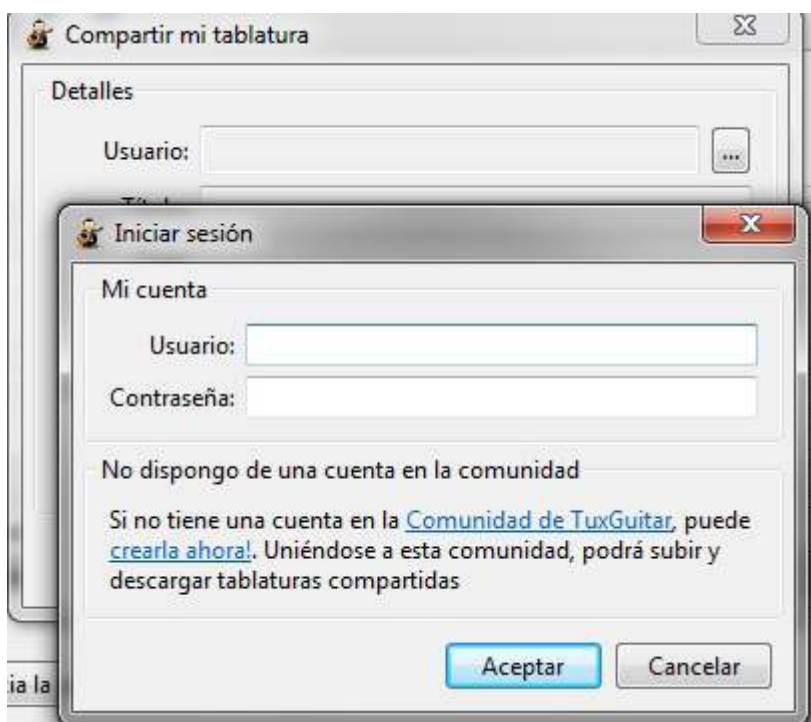 Compartir mi tablatura
Detalles
Usuario:
...
Iniciar sesión
Mi cuenta
Usuario:
Contraseña:
No dispongo de una cuenta en la comunidad
Si no tiene una cuenta en la Comunidad de TuxGuitar, puede
crearla ahora!. Uniéndose a esta comunidad, podrá subir y
descargar tablaturas compartidas
Aceptar Cancelar
la